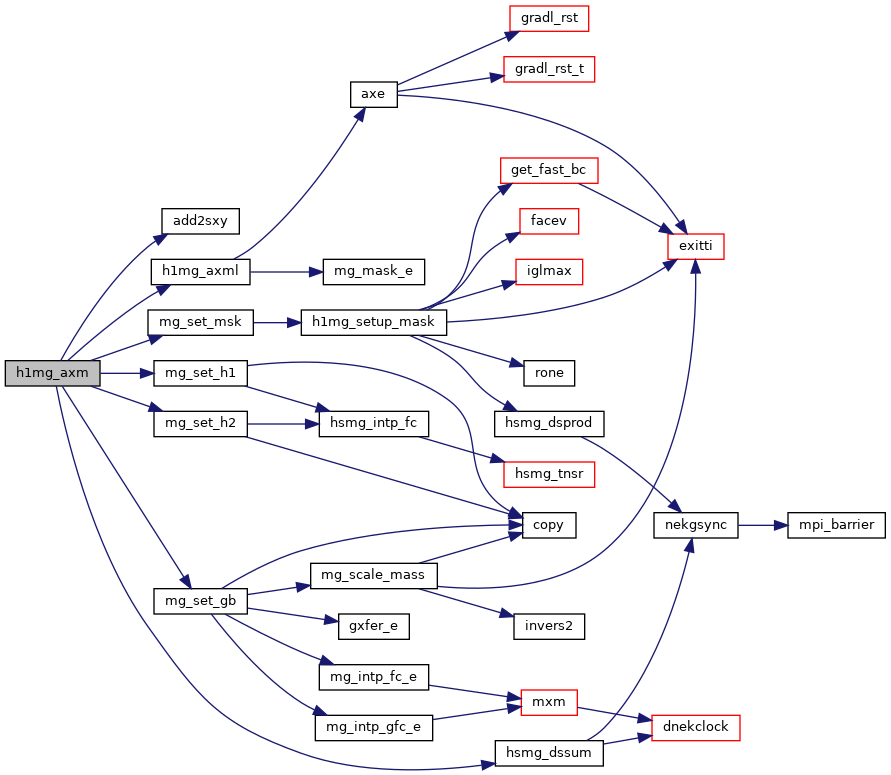 gradl_rst
gradl_rst_t
axe
get_fast_bc
add2sxy
facev
exitti
h1mg_axml
mg_mask_e
iglmax
mg_set_msk
h1mg_setup_mask
h1mg_axm
mg_set_h1
rone
mg_set_h2
hsmg_intp_fc
hsmg_dsprod
hsmg_tnsr
copy
nekgsync
mpi_barrier
mg_scale_mass
mg_set_gb
gxfer_e
invers2
mg_intp_fc_e
mxm
mg_intp_gfc_e
dnekclock
hsmg_dssum